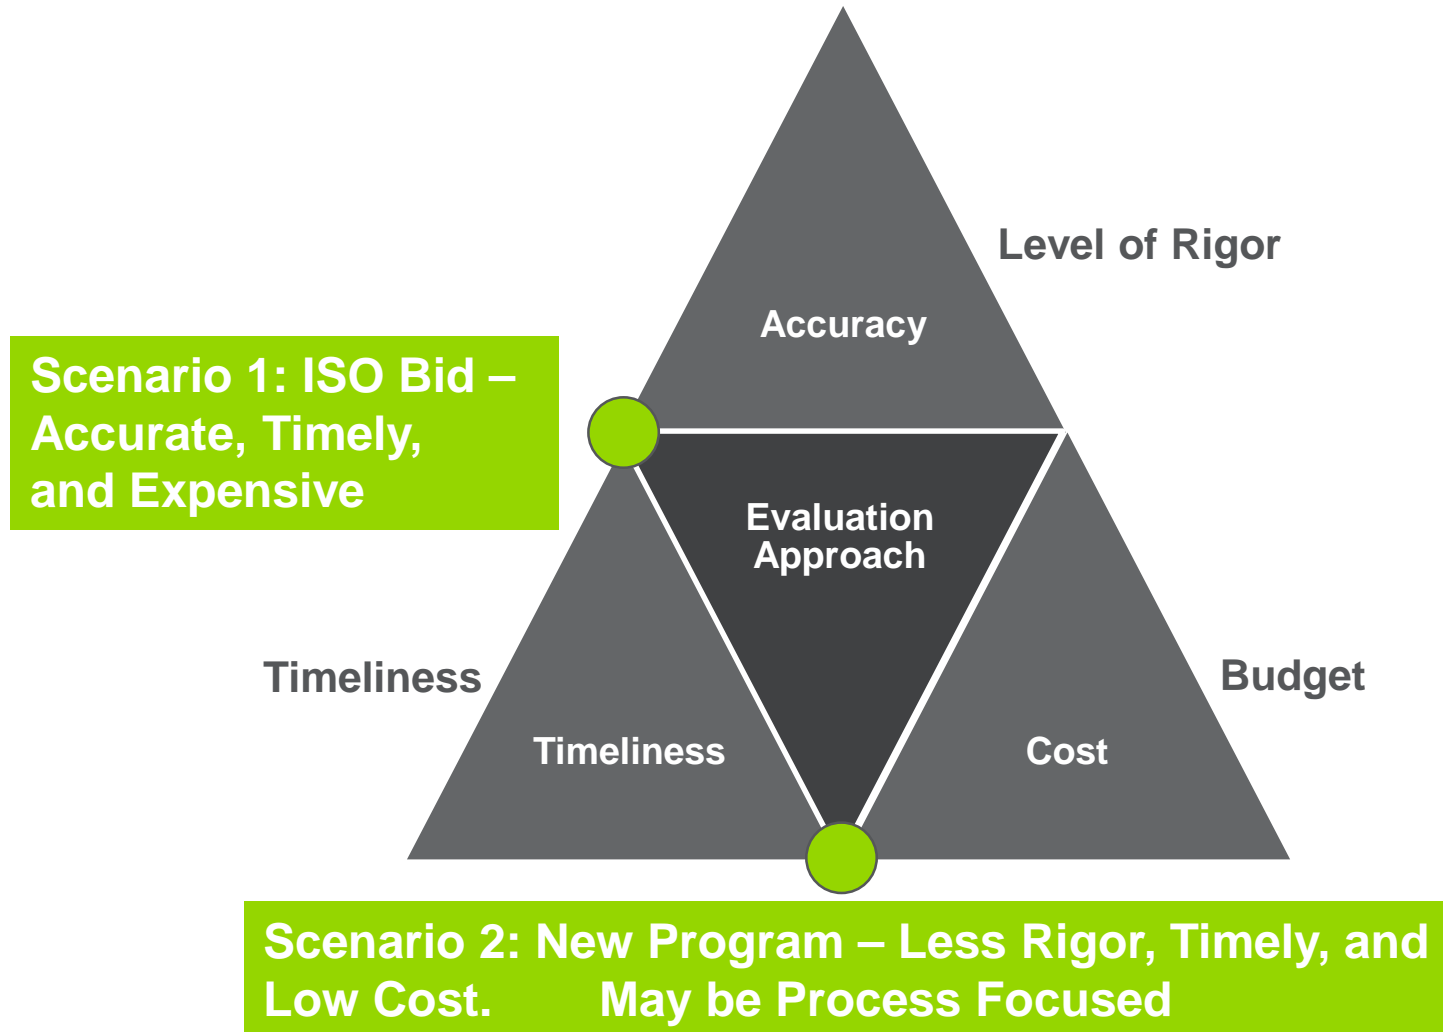 Level of Rigor
Accuracy
Scenario 1: ISO Bid –
Accurate, Timely,
and Expensive
Evaluation
Approach
Timeliness
Budget
Timeliness
Cost
Scenario 2: New Program – Less Rigor, Timely, and
Low Cost. May be Process Focused